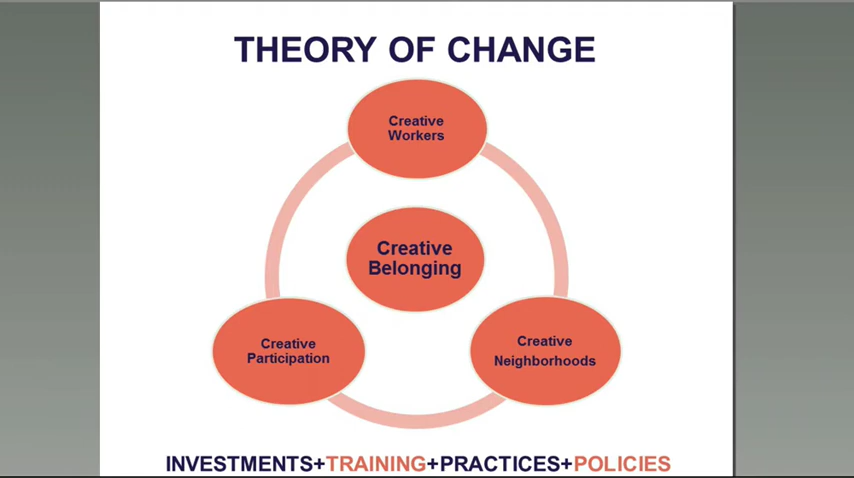 THEORY OF CHANGE
Creative
Workers
Creative
Belonging
Creative
Participation
Creative
Neighborhoods
INVESTMENTS+TRAINING+PRACTICES+POLICIES